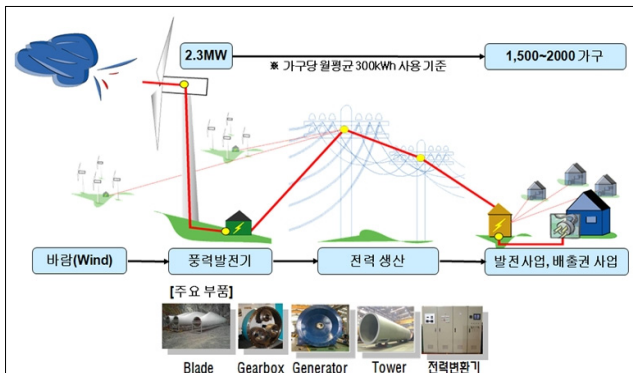 2.3MW
1,500~2000 가구
※ 가구당 월평균 300kWh 사용 기준
바람(Wind)
풍력발전기
전력 생산
발전사업, 배출권 사업
[주요 부품]
Blade
Gearbox
Generator
Tower
전력변환기